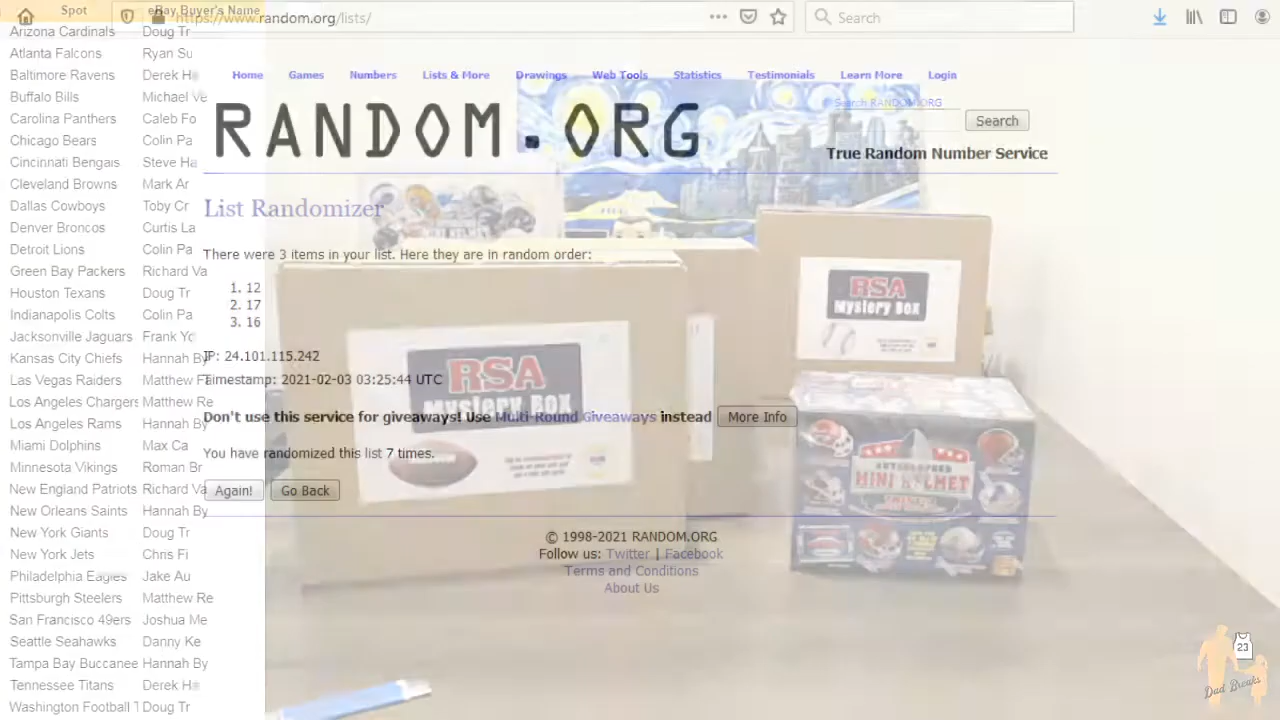 Spot eBay Buyer's Name
Arizona Cardinals Doug Tr
Atlanta Falcons Ryan Su
Baltimore Ravens Derek Ha
Buffalo Bills Michael Ve
Carolina Panthers Caleb Fo
Chicago Bears Colin Pa
Cincinnati Bengals Steve Ha
Cleveland Browns Mark Ar
Dallas Cowboys Toby Cr
Denver Broncos Curtis La
Detroit Lions Colin Pa
Green Bay Packers Richard Va
Houston Texans Doug Tr
Indianapolis Colts Colin Pa
Jacksonville Jaguars Frank Yo
Kansas City Chiefs Hannah By
Las Vegas Raiders Matthew
Los Angeles Chargers Matthew Re
Los Angeles Rams Hannah By
Miami Dolphins Max Ca
Minnesota Vikings Roman Br
New England Patriots Richard Va
New Orleans Saints Hannah By
New York Giants Doug Tr
New York Jets Chris Fi
Philadelphia Eagles Jake Au
Pittsburgh Steelers Matthew Re
San Francisco 49ers Joshua Me
Seattle Seahawks Danny Ke
Tampa Bay Buccanee Hannah By
Tennessee Titans Derek Ha
Washington Football T Doug Tr
https://www.random.org/lists/
Search
Home Games Numbers Lists & More Drawings Web Tools Statistics Testimonials Learn More Login
Search RANDOM.ORG
RANDOM.ORG
Search
True Random Number Service
List Randomizer
There were 3 items in your list. Here they are in random order:
1. 12
2. 17
3. 16
IP: 24.101.115.242
Timestamp: 2021-02-03 03:25:44 UTC
Don't use this service for giveaways! Use Multi-Round Giveaways instead More Info
You have randomized this list 7 times.
Again! Go Back
© 1998-2021 RANDOM.ORG
Follow us: Twitter | Facebook
Terms and Conditions
About Us
RSA
Mystery Box
RSA
Mystery Box
AUTOGRAPHED
MINI HELMET
23
Dad Breaks